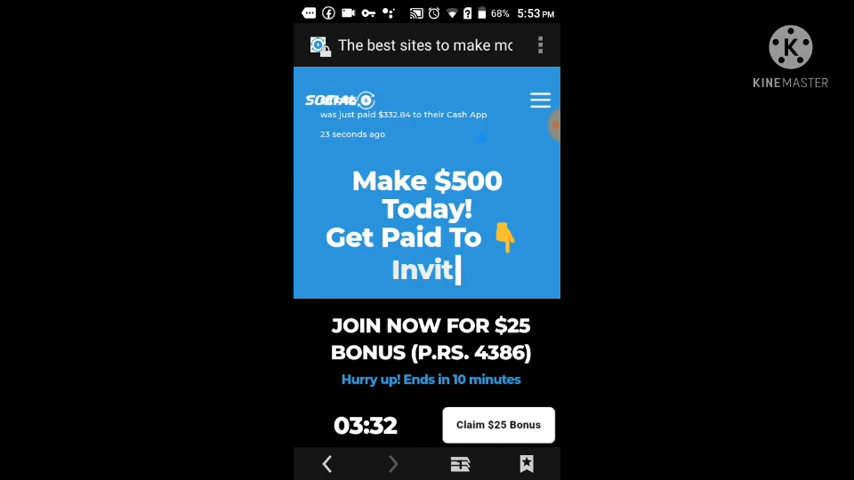 68% 5:53 PM
The best sites to make mo
KINEMASTER
SOCIAL
was just paid $332.84 to their Cash App
23 seconds ago
Make $500
Today!
Get Paid To 👇
Invit
JOIN NOW FOR $25
BONUS (P.RS. 4386)
Hurry up! Ends in 10 minutes
03:32
Claim $25 Bonus